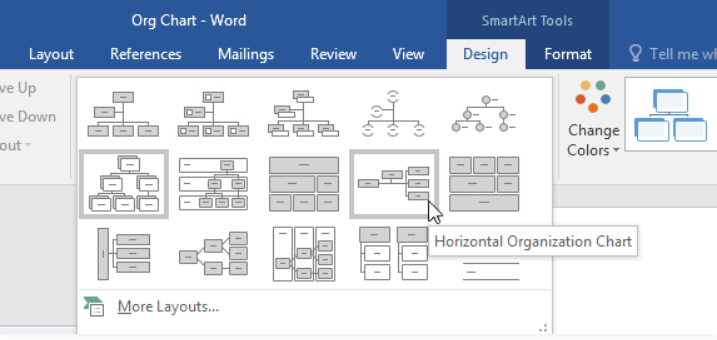 Org Chart - Word
SmartArt Tools
Layout
References
Mailings
Review
View
Design
Format
Tell me wh
ve Up
ve Down
out
Change
Colors
Horizontal Organization Chart
More Layouts...